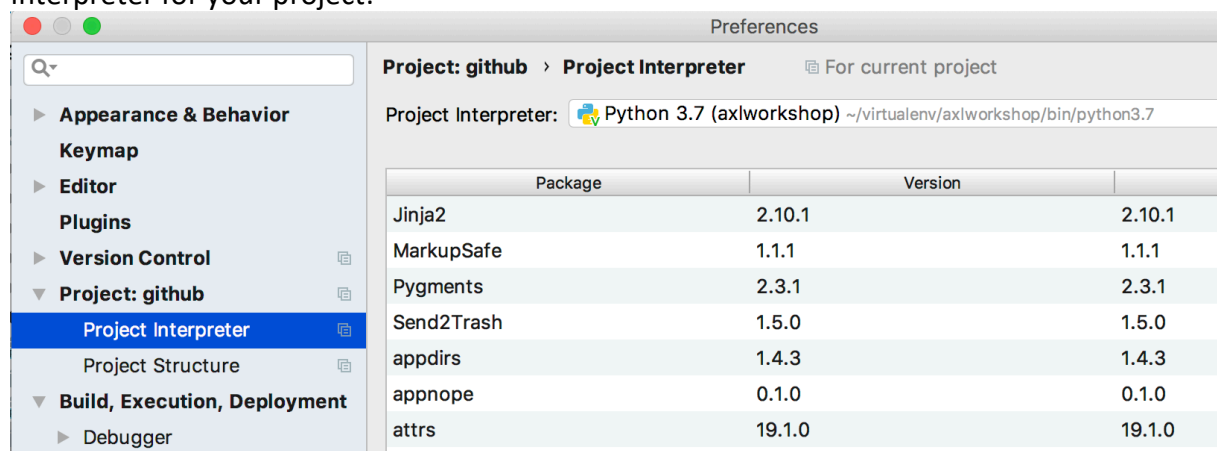 interpreter for your project.
Preferences
Project: github › Project Interpreter For current project
Project Interpreter: Python 3.7 (axlworkshop) ~/virtualenv/axlworkshop/bin/python3.7
Appearance & Behavior
Keymap
Editor
Plugins
Version Control
Project: github
Project Interpreter
Project Structure
Build, Execution, Deployment
Debugger
Package Version
Jinja2 2.10.1 2.10.1
MarkupSafe 1.1.1 1.1.1
Pygments 2.3.1 2.3.1
Send2Trash 1.5.0 1.5.0
appdirs 1.4.3 1.4.3
appnope 0.1.0 0.1.0
attrs 19.1.0 19.1.0